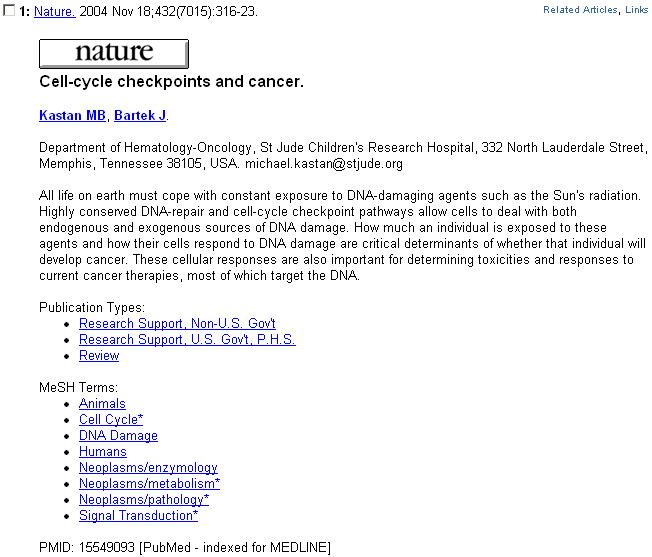 1: Nature. 2004 Nov 18;432(7015):316-23. Related Articles, Links
nature
Cell-cycle checkpoints and cancer.
Kastan MB, Bartek J.
Department of Hematology-Oncology, St Jude Children's Research Hospital, 332 North Lauderdale Street,
Memphis, Tennessee 38105, USA. michael.kastan@stjude.org
All life on earth must cope with constant exposure to DNA-damaging agents such as the Sun's radiation.
Highly conserved DNA-repair and cell-cycle checkpoint pathways allow cells to deal with both
endogenous and exogenous sources of DNA damage. How much an individual is exposed to these
agents and how their cells respond to DNA damage are critical determinants of whether that individual will
develop cancer. These cellular responses are also important for determining toxicities and responses to
current cancer therapies, most of which target the DNA.
Publication Types:
• Research Support, Non-U.S. Gov't
• Research Support, U.S. Gov't, P.H.S.
• Review
MeSH Terms:
• Animals
• Cell Cycle*
• DNA Damage
• Humans
• Neoplasms/enzymology
• Neoplasms/metabolism*
• Neoplasms/pathology*
• Signal Transduction*
PMID: 15549093 [PubMed - indexed for MEDLINE]